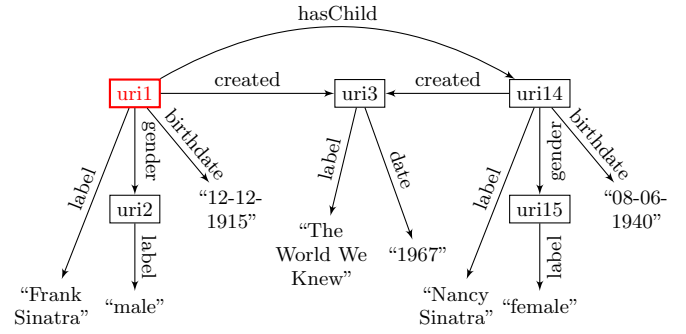 hasChild
uri1
created
uri3
created
uri14
label
gender
birthdate
label
date
label
gender
birthdate
uri2
“12-12-
1915”
uri15
“08-06-
1940”
label
“The
World We
Knew”
“1967”
label
“Frank
Sinatra”
“male”
“Nancy
Sinatra”
“female”